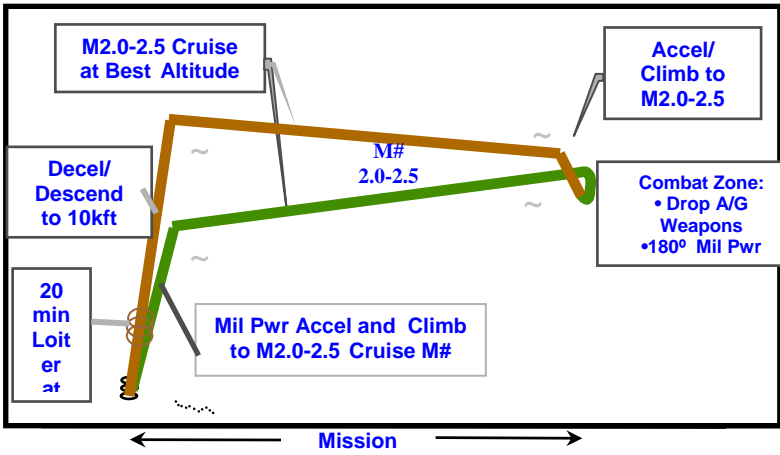 M2.0-2.5 Cruise
at Best Altitude
Accel/
Climb to
M2.0-2.5
Decel/
Descend
to 10kft
M#
2.0-2.5
Combat Zone:
• Drop A/G
Weapons
•180º Mil Pwr
20
min
Loit
er
at
Mil Pwr Accel and Climb
to M2.0-2.5 Cruise M#
Mission